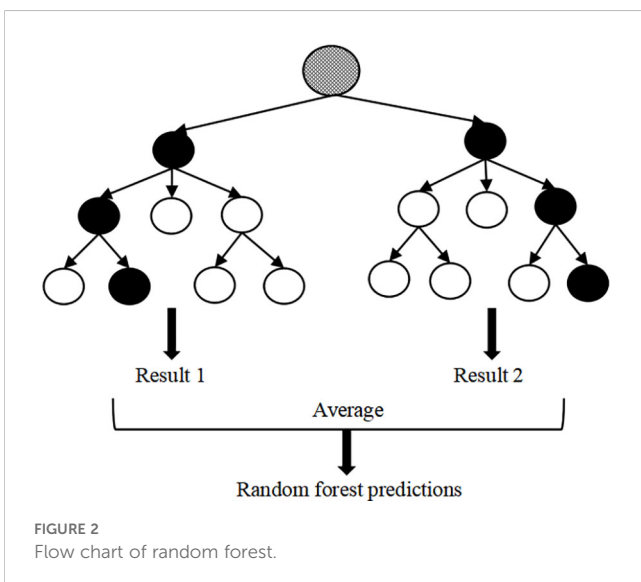 Result 1
Result 2
Average
Random forest predictions
FIGURE 2
Flow chart of random forest.